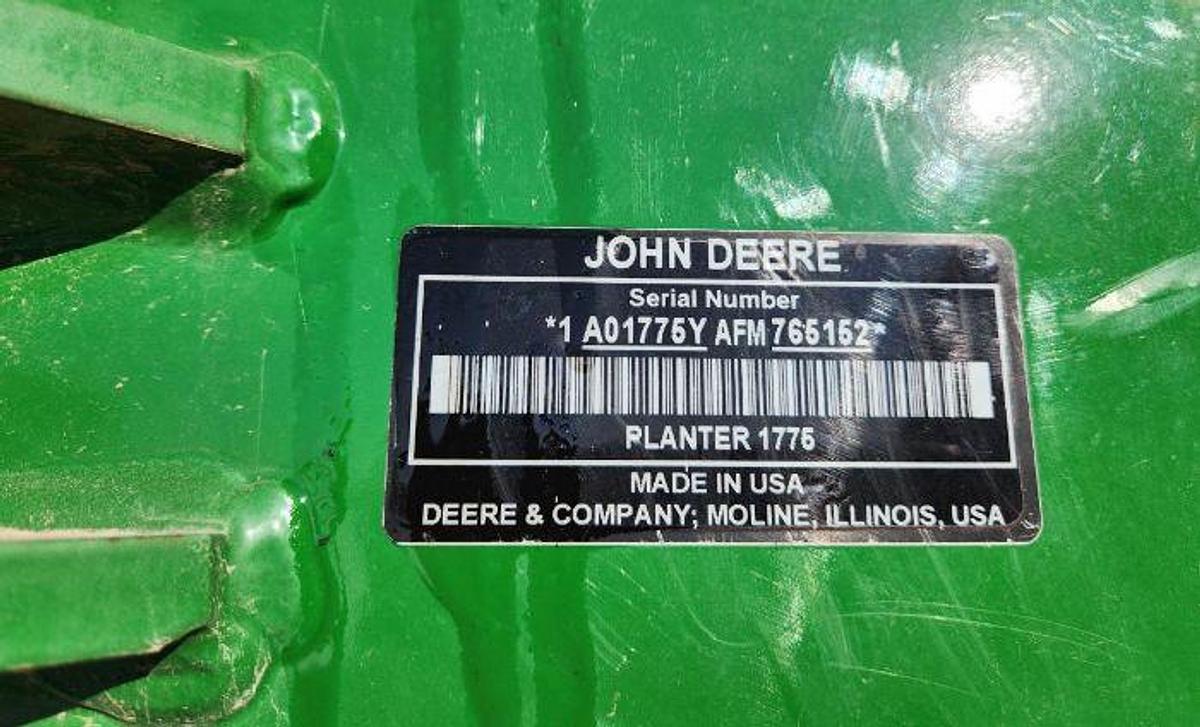 JOHN DEERE
Serial Number
*1 A01775Y AFM 765152*
PLANTER 1775
MADE IN USA
DEERE & COMPANY; MOLINE, ILLINOIS, USA